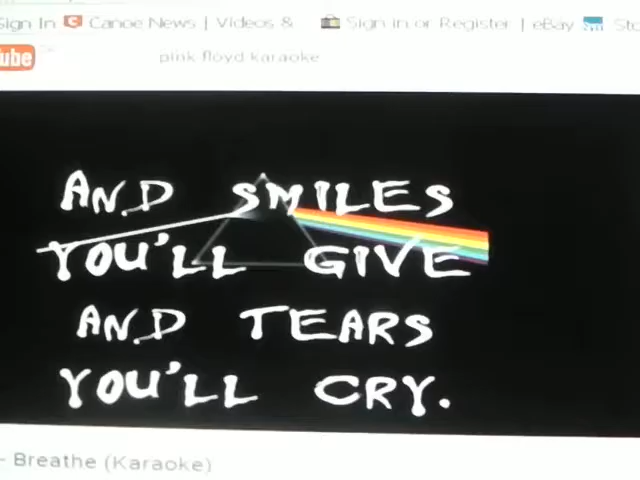 Sign In Canoe News | Videos & Sign in or Register | eBay
Tube pink floyd karaoke
AND SMILES
YOU'LL GIVE
AND TEARS
YOU'LL CRY.
- Breathe (Karaoke)